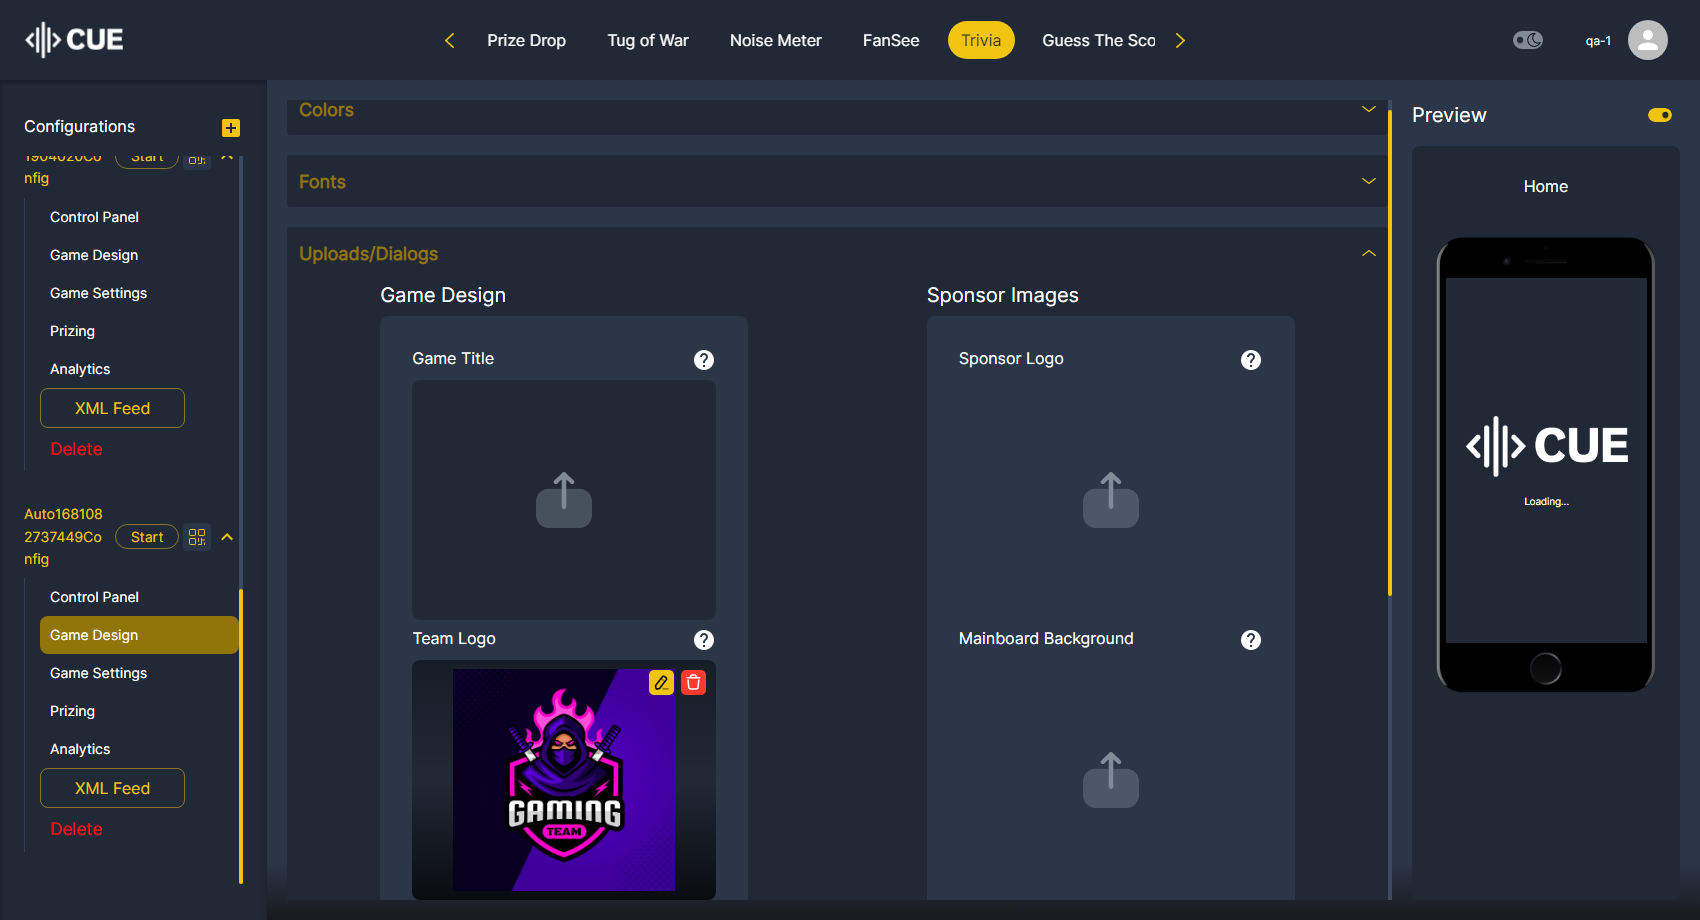 CUE
Prize Drop
Tug of War
Noise Meter
FanSee
Trivia
Guess The Sco
qa-1
Configurations
1904020Co
nfig
Start
Control Panel
Game Design
Game Settings
Prizing
Analytics
XML Feed
Delete
Auto168108
2737449Co
nfig
Start
Control Panel
Game Design
Game Settings
Prizing
Analytics
XML Feed
Delete
Colors
Fonts
Uploads/Dialogs
Game Design
Game Title
?
Team Logo
?
GAMING
TEAM
Sponsor Images
Sponsor Logo
?
Mainboard Background
?
Preview
Home
CUE
Loading...